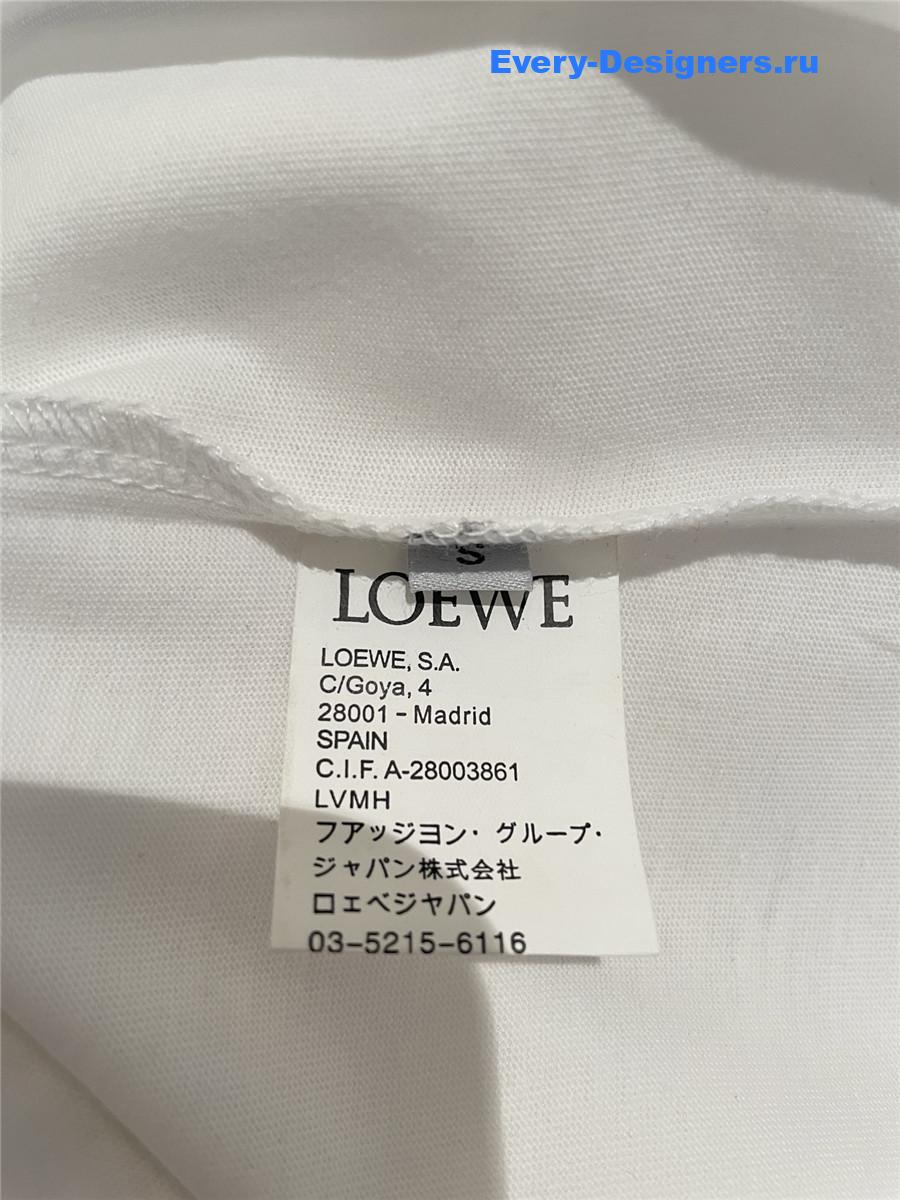 Every-Designers.ru
S
LOEWE
LOEWE, S.A.
C/Goya, 4
28001 - Madrid
SPAIN
C.I.F. A-28003861
LVMH
フアッジヨン・グループ・
ジャパン株式会社
ロエベジャパン
03-5215-6116